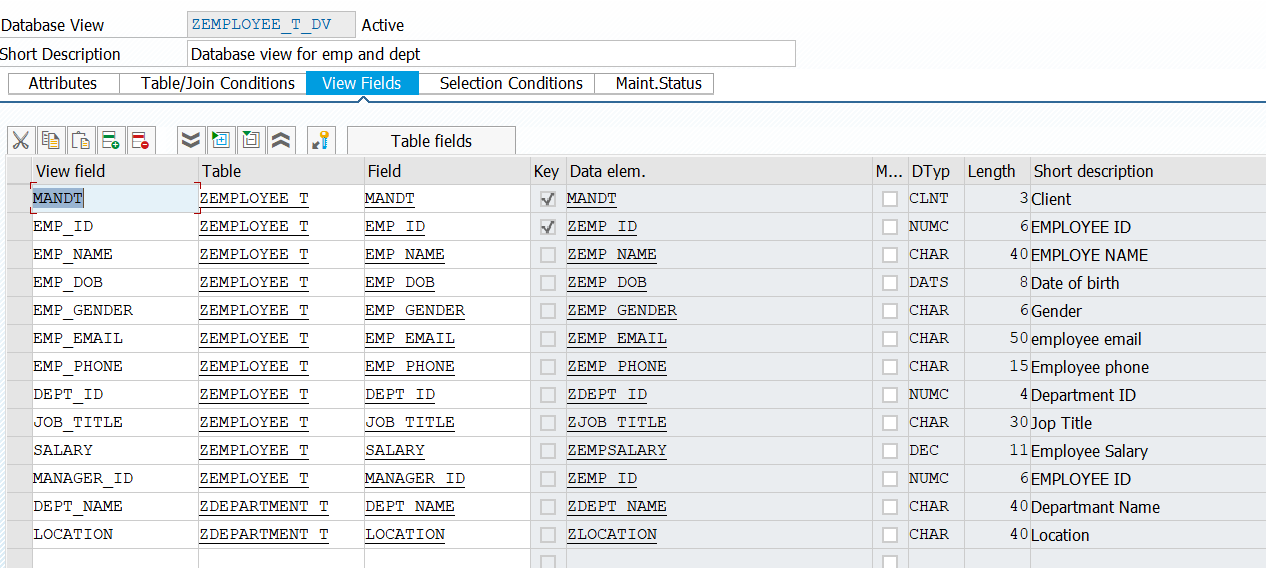 Database View ZEMPLOYEE_T_DV Active
Short Description Database view for emp and dept
Attributes Table/Join Conditions View Fields Selection Conditions Maint.Status
Table fields
View field Table Field Key Data elem. M... DTyp Length Short description
MANDT ZEMPLOYEE_T MANDT MANDT CLNT 3 Client
EMP_ID ZEMPLOYEE_T EMP_ID ZEMP_ID NUMC 6 EMPLOYEE ID
EMP_NAME ZEMPLOYEE_T EMP_NAME ZEMP_NAME CHAR 40 EMPLOYE NAME
EMP_DOB ZEMPLOYEE_T EMP_DOB ZEMP_DOB DATS 8 Date of birth
EMP_GENDER ZEMPLOYEE_T EMP_GENDER ZEMP_GENDER CHAR 6 Gender
EMP_EMAIL ZEMPLOYEE_T EMP_EMAIL ZEMP_EMAIL CHAR 50 employee email
EMP_PHONE ZEMPLOYEE_T EMP_PHONE ZEMP_PHONE CHAR 15 Employee phone
DEPT_ID ZEMPLOYEE_T DEPT_ID ZDEPT_ID NUMC 4 Department ID
JOB_TITLE ZEMPLOYEE_T JOB_TITLE ZJOB_TITLE CHAR 30 Jop Title
SALARY ZEMPLOYEE_T SALARY ZEMPSALARY DEC 11 Employee Salary
MANAGER_ID ZEMPLOYEE_T MANAGER_ID ZEMP_ID NUMC 6 EMPLOYEE ID
DEPT_NAME ZDEPARTMENT_T DEPT_NAME ZDEPT_NAME CHAR 40 Departmant Name
LOCATION ZDEPARTMENT_T LOCATION ZLOCATION CHAR 40 Location